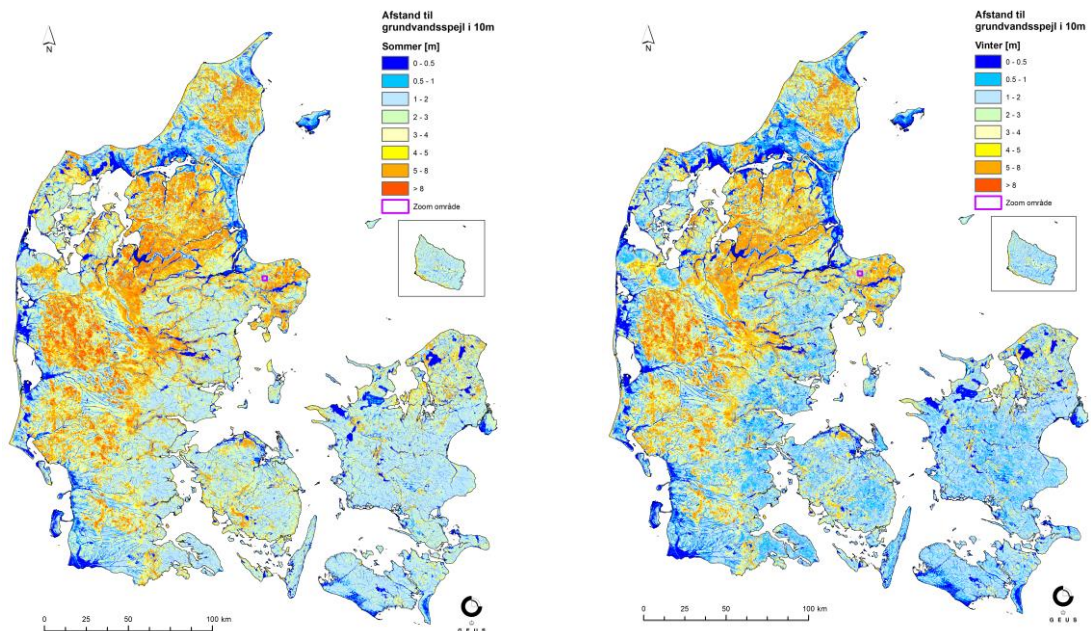 Afstand til
grundvandsspejl i 10m
Sommer [m]
0 - 0.5
0.5 - 1
1 - 2
2 - 3
3 - 4
4 - 5
5 - 8
> 8
Zoom område
N
0 25 50 100 km
G E U S
Afstand til
grundvandsspejl i 10m
Vinter [m]
0 - 0.5
0.5 - 1
1 - 2
2 - 3
3 - 4
4 - 5
5 - 8
> 8
Zoom område
N
0 25 50 100 km
G E U S